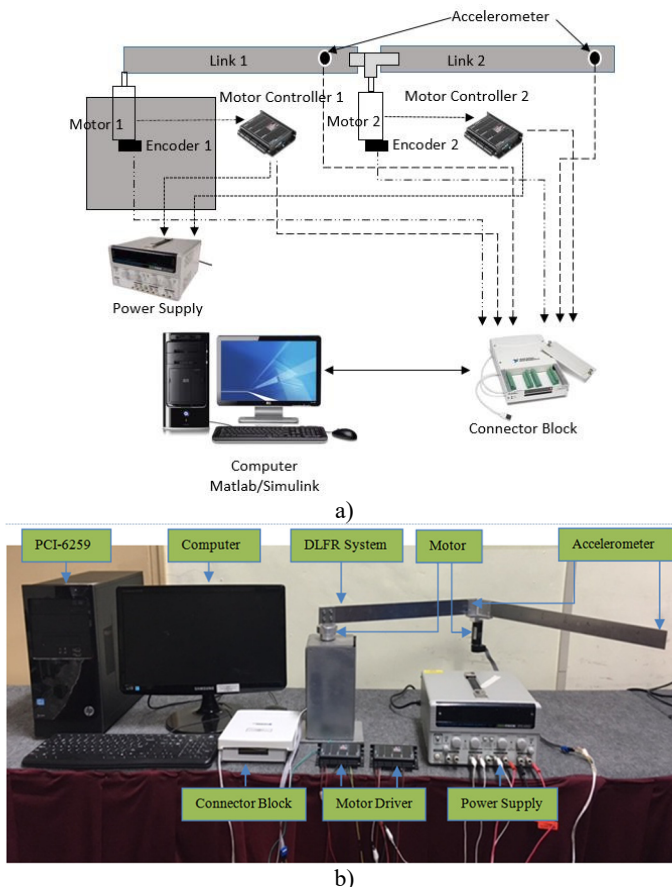 Accelerometer
Link 1
Link 2
Motor Controller 1
Motor Controller 2
Motor 1
Motor 2
Encoder 1
Encoder 2
Power Supply
Connector Block
Computer
Matlab/Simulink
a)
PCI-6259
Computer
DLFR System
Motor
Accelerometer
SAMSUNG
Connector Block
Motor Driver
Power Supply
b)